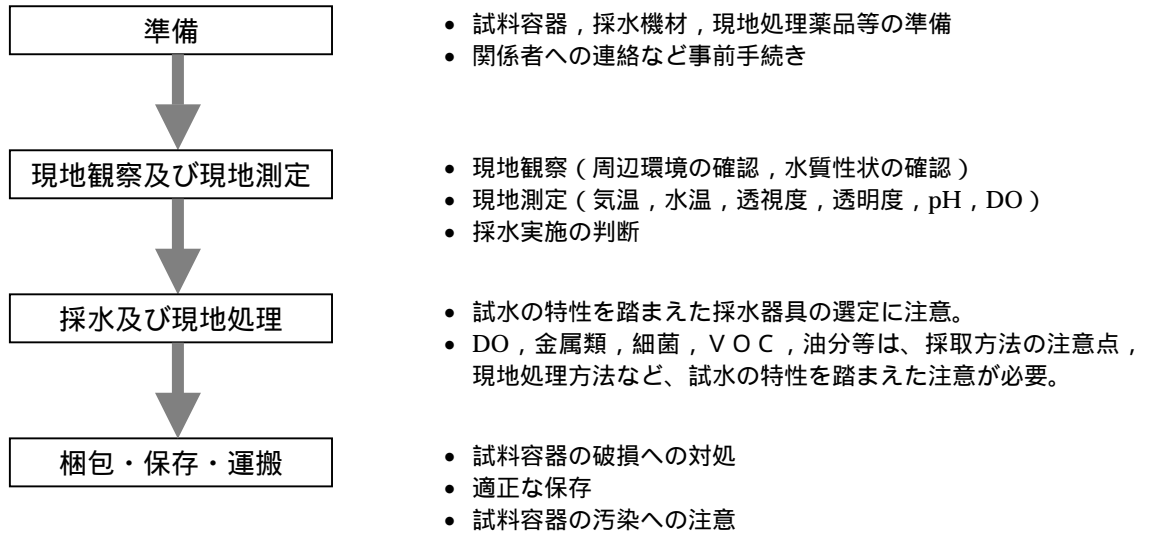 準備
• 試料容器，採水機材，現地処理薬品等の準備
• 関係者への連絡など事前手続き
現地観察及び現地測定
• 現地観察（周辺環境の確認，水質性状の確認）
• 現地測定（気温，水温，透視度，透明度，pH，DO）
• 採水実施の判断
採水及び現地処理
• 試水の特性を踏まえた採水器具の選定に注意。
• DO，金属類，細菌，ＶＯＣ，油分等は、採取方法の注意点，
現地処理方法など、試水の特性を踏まえた注意が必要。
梱包・保存・運搬
• 試料容器の破損への対処
• 適正な保存
• 試料容器の汚染への注意